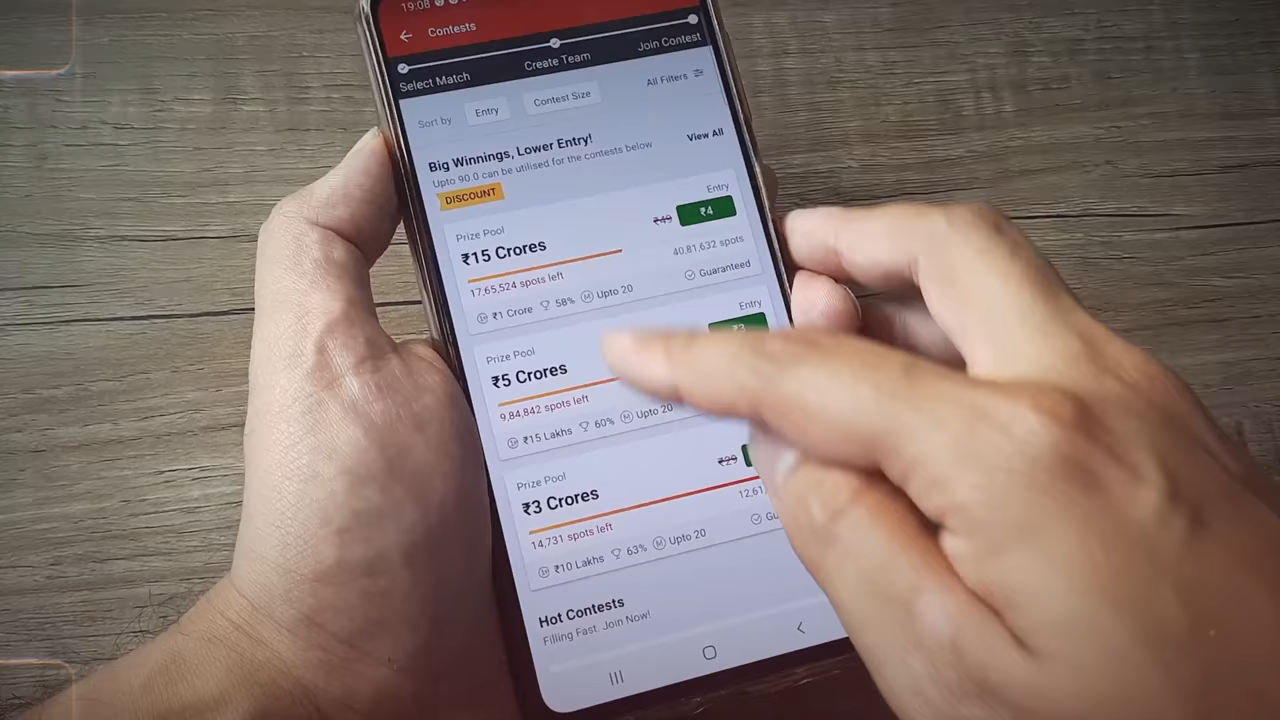 19:08
Contests
Select Match
Create Team
Join Contest
Sort by
Entry
Contest Size
All Filters
Big Winnings, Lower Entry!
View All
Upto 90.0 can be utilised for the contests below
DISCOUNT
Entry
Prize Pool
₹49
₹4
₹15 Crores
40,81,632 spots
17,65,524 spots left
Guaranteed
₹1 Crore
58%
M
Upto 20
Entry
Prize Pool
₹5 Crores
9,84,842 spots left
₹15 Lakhs
60%
M
Upto 20
Prize Pool
₹29
₹3 Crores
14,731 spots left
₹10 Lakhs
63%
M
Upto 20
Hot Contests
Filling Fast. Join Now!